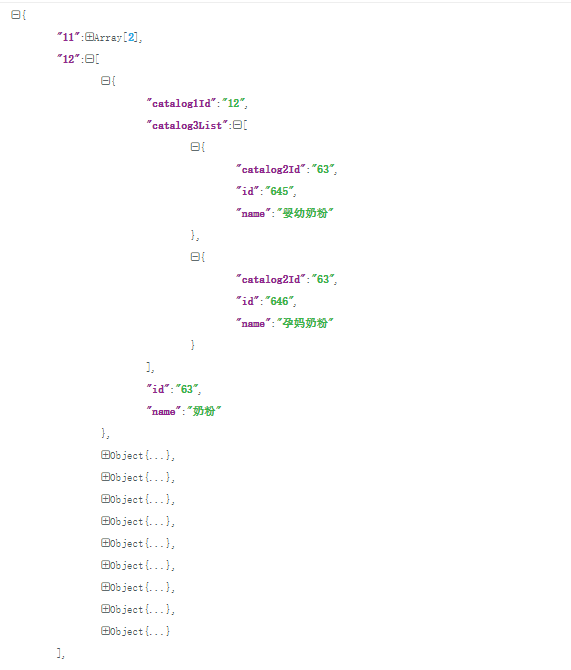 {
"11":Array[2],
"12":[
{
"catalog1Id":"12",
"catalog3List":[
{
"catalog2Id":"63",
"id":"645",
"name":"婴幼奶粉"
},
{
"catalog2Id":"63",
"id":"646",
"name":"孕妈奶粉"
}
],
"id":"63",
"name":"奶粉"
},
Object{...},
Object{...},
Object{...},
Object{...},
Object{...},
Object{...},
Object{...},
Object{...},
Object{...}
],